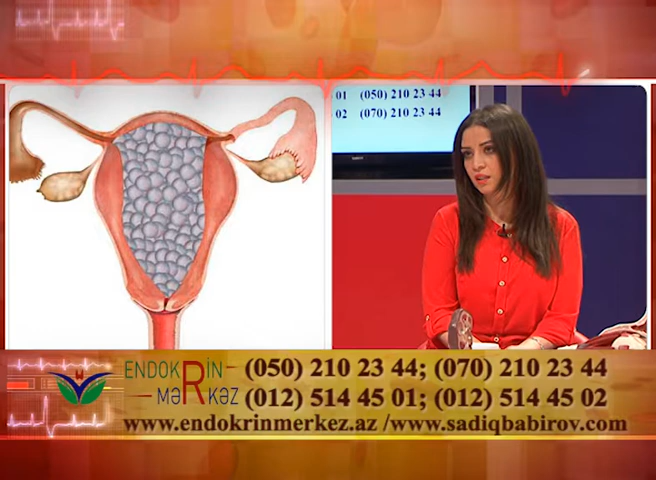 01 (050) 210 23 44
02 (070) 210 23 44
ENDOKRİN
MƏRKƏZ
(050) 210 23 44; (070) 210 23 44
(012) 514 45 01; (012) 514 45 02
www.endokrinmerkez.az /www.sadiqbabirov.com